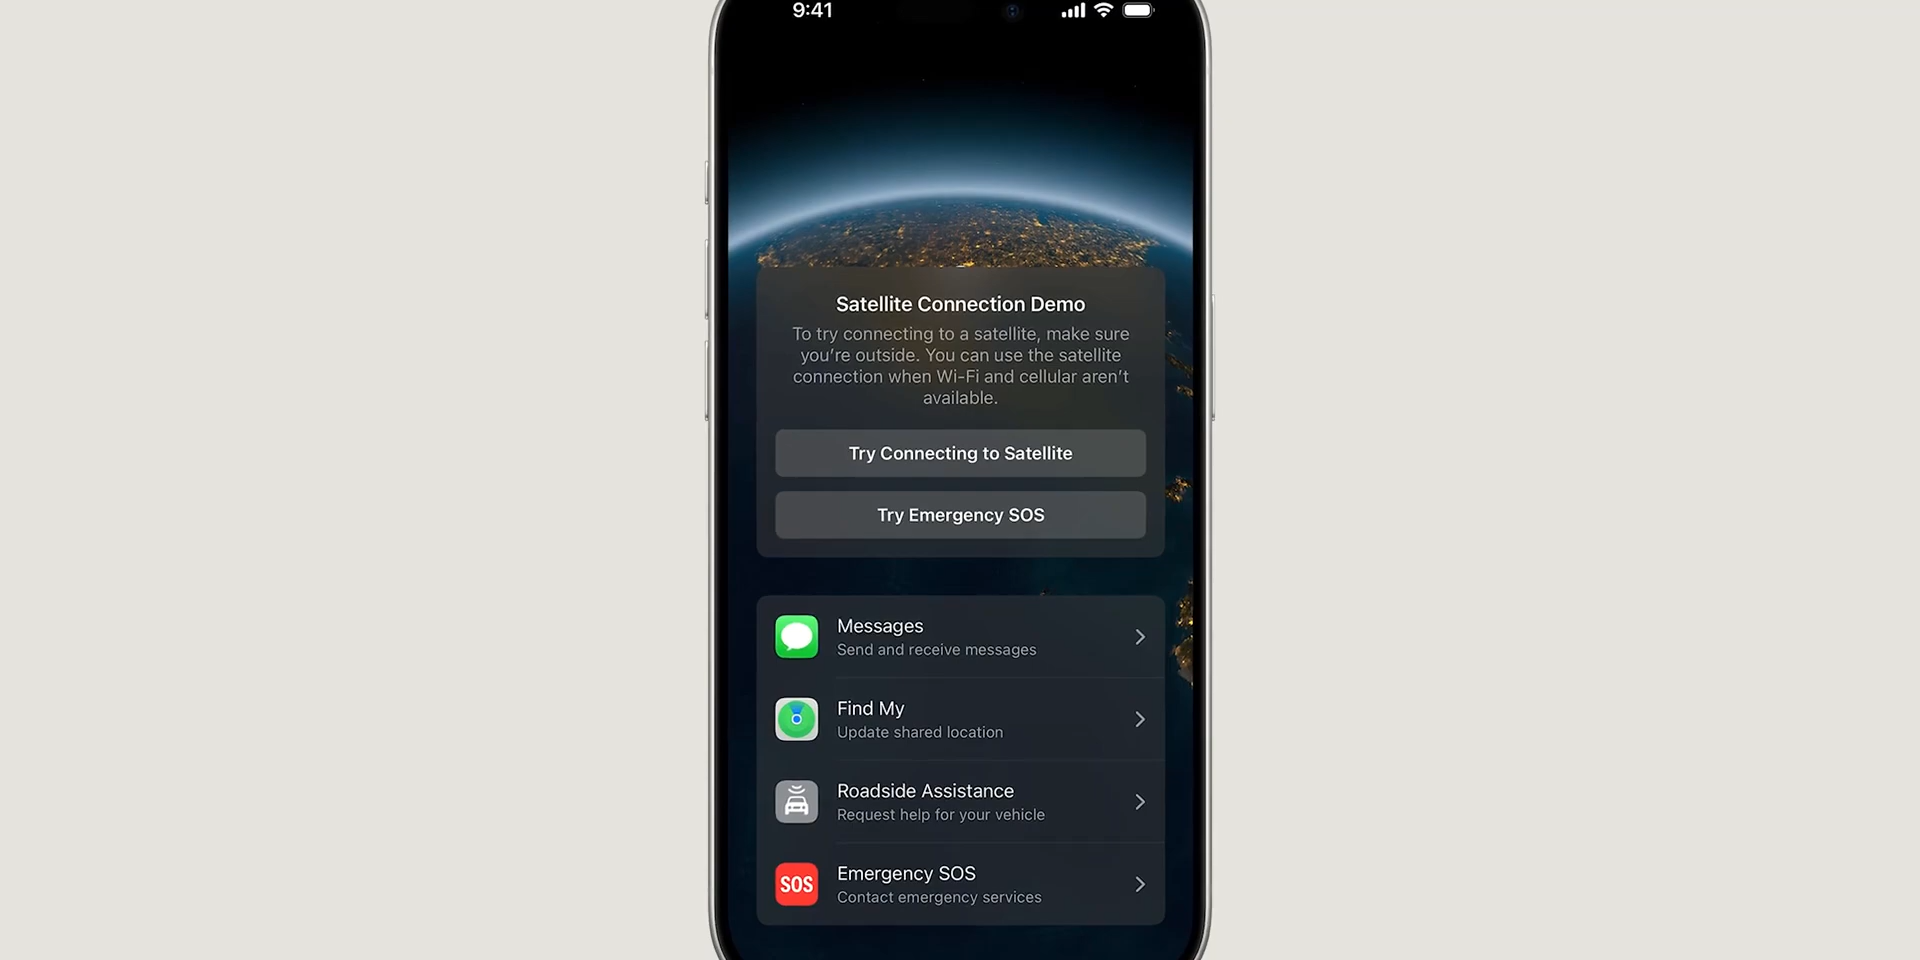 9:41
Satellite Connection Demo
To try connecting to a satellite, make sure
you’re outside. You can use the satellite
connection when Wi-Fi and cellular aren’t
available.
Try Connecting to Satellite
Try Emergency SOS
Messages
Send and receive messages
Find My
Update shared location
Roadside Assistance
Request help for your vehicle
SOS
Emergency SOS
Contact emergency services